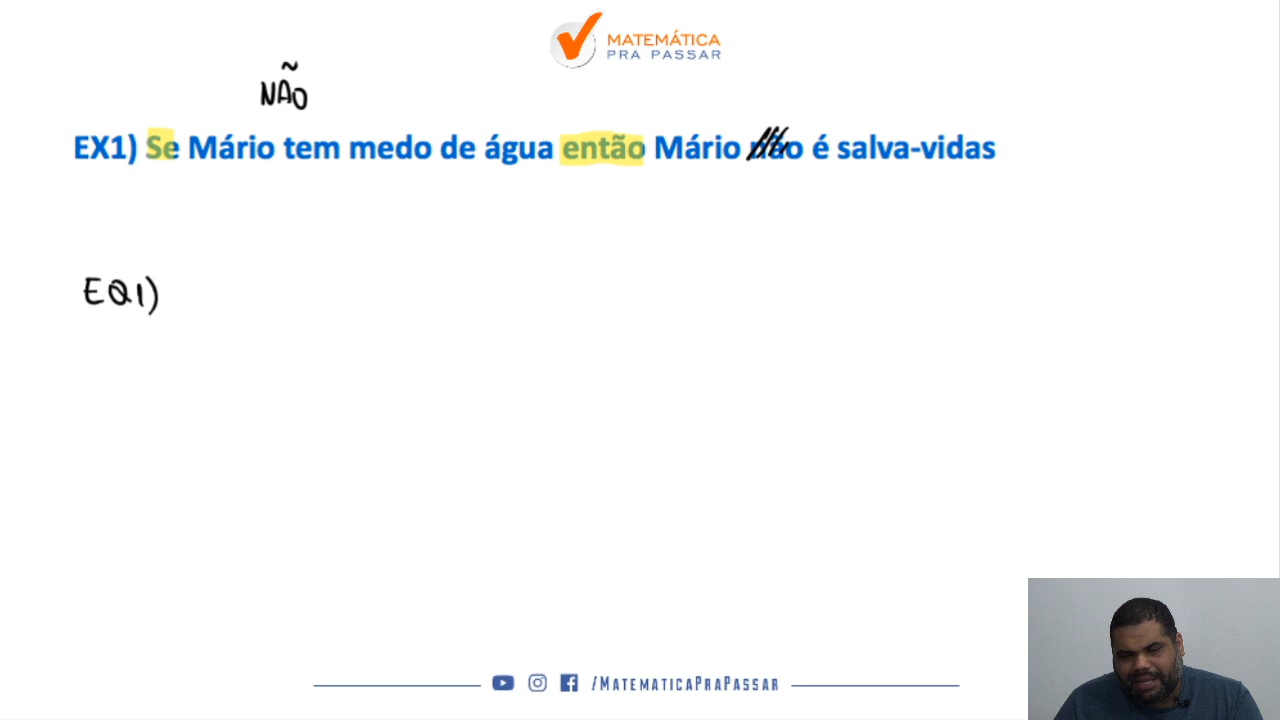 MATEMÁTICA
PRA PASSAR
NÃO
EX1) Se Mário tem medo de água então Mário não é salva-vidas
EQ1)
/MATEMATICAPRAPASSAR